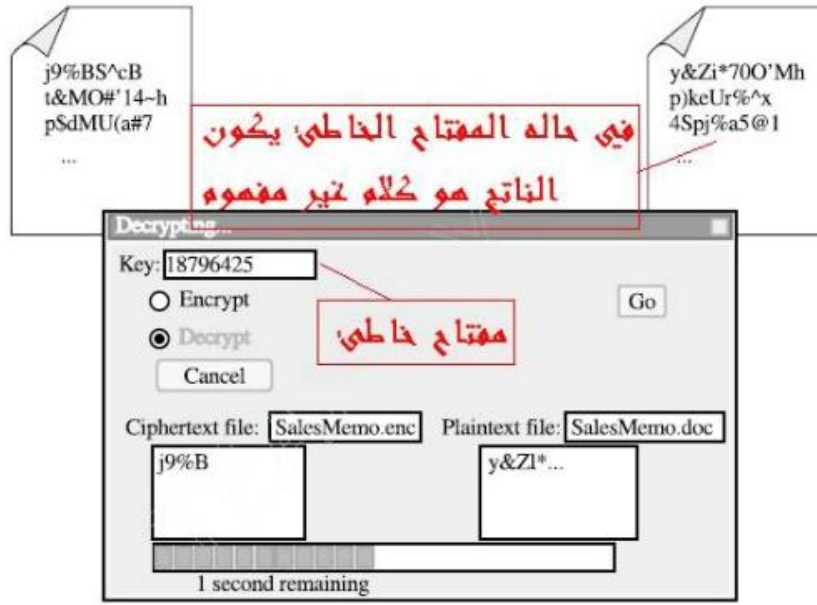 j9%BS^cB
t&MO#'14~h
p$dMU(a#7
...
y&Zi*70O'Mh
p)keUr%^x
4Spj%a5@1
...
في حاله المفتاح الخاطئ يكون
الناتج هو كلام غير مفهوم
Decrypting...
Key: 18796425
Encrypt
Go
Decrypt
مفتاح خاطئ
Cancel
Ciphertext file: SalesMemo.enc Plaintext file: SalesMemo.doc
j9%B
y&Zl*...
1 second remaining